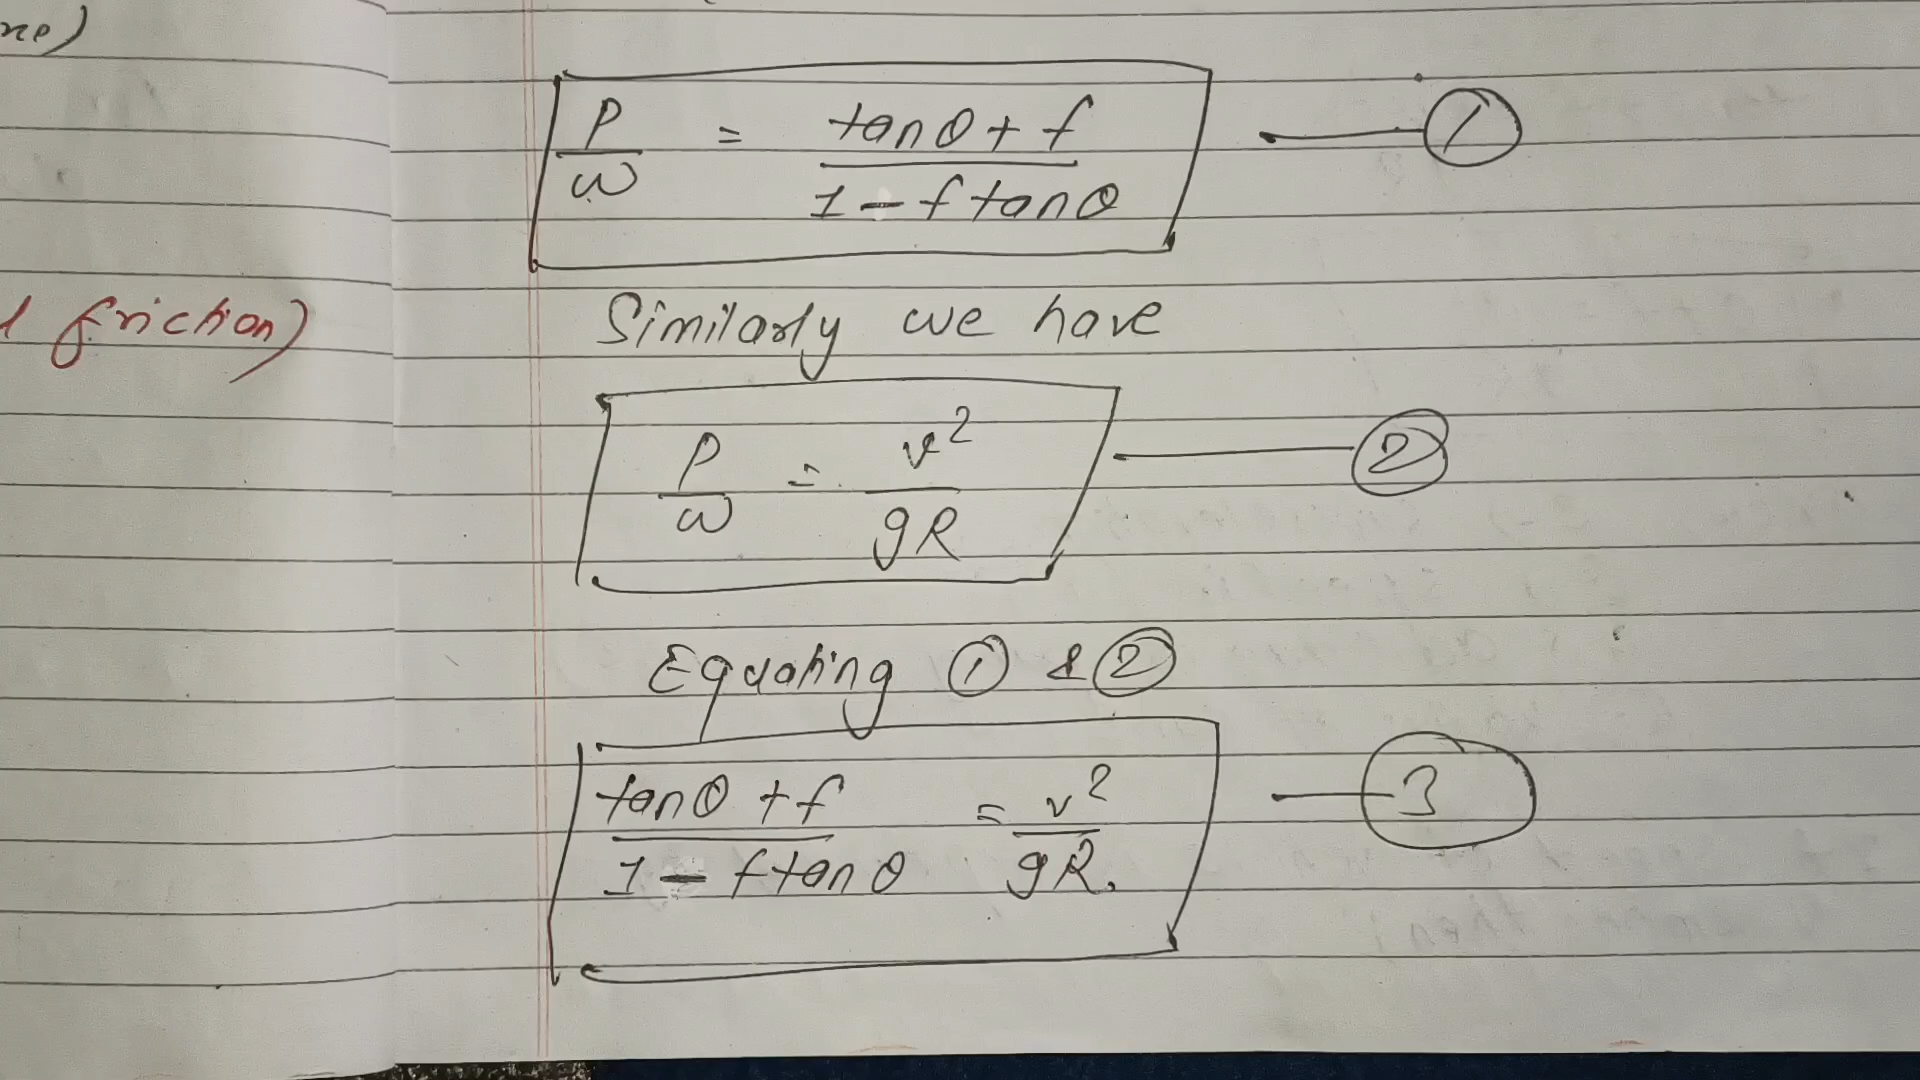 P/w = (tanθ + f)/(1 - f tanθ) — ①
friction)
Similarly we have
P/w = v²/gR — ②
Equating ① & ②
(tanθ + f)/(1 - f tanθ) = v²/gR. — ③